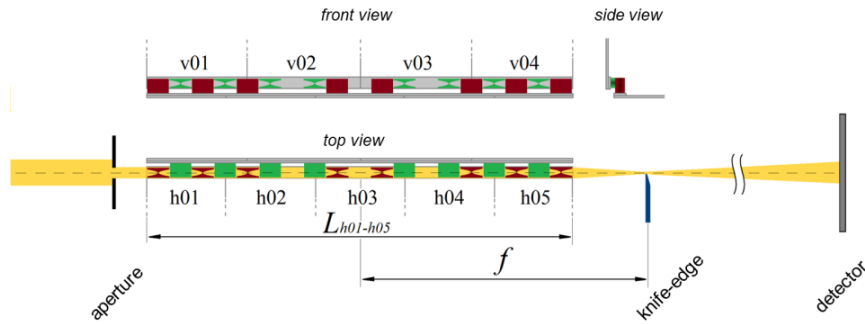 front view
side view
v01 v02 v03 v04
top view
h01 h02 h03 h04 h05
Lh01-h05
f
aperture
knife-edge
detector